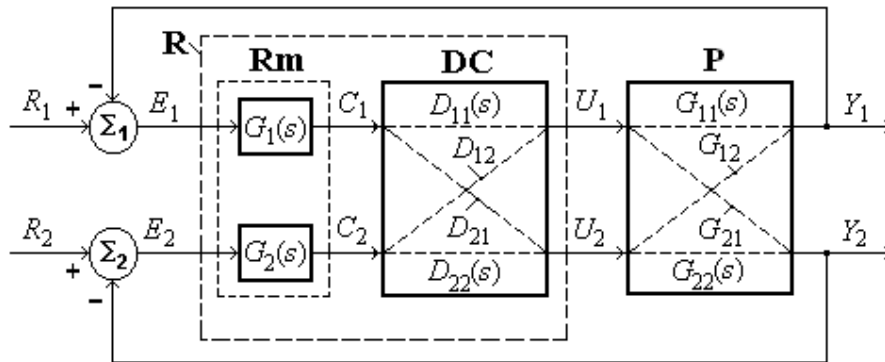 R
Rm
DC
P
−
R₁
+
Σ₁
E₁
G₁(s)
C₁
D₁₁(s)
D₁₂
U₁
G₁₁(s)
G₁₂
Y₁
R₂
+
Σ₂
−
E₂
G₂(s)
C₂
D₂₁
D₂₂(s)
U₂
G₂₁
G₂₂(s)
Y₂